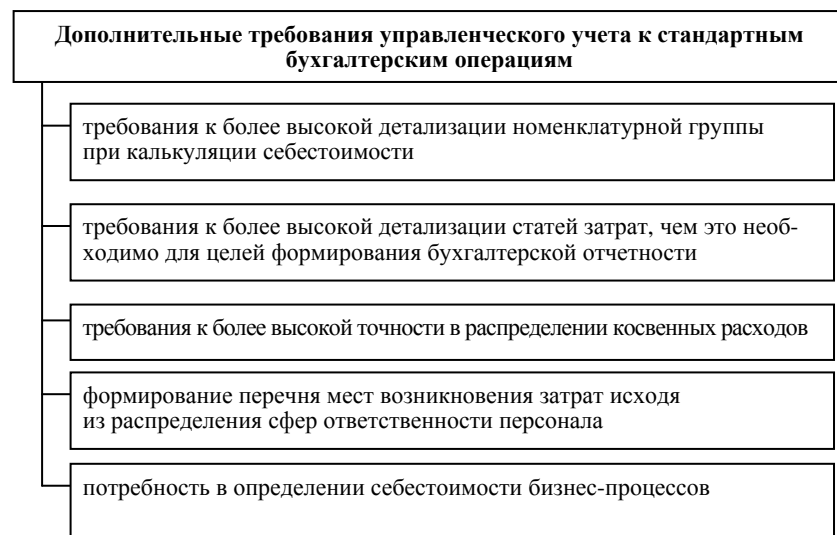 Дополнительные требования управленческого учета к стандартным
бухгалтерским операциям
требования к более высокой детализации номенклатурной группы
при калькуляции себестоимости
требования к более высокой детализации статей затрат, чем это необ-
ходимо для целей формирования бухгалтерской отчетности
требования к более высокой точности в распределении косвенных расходов
формирование перечня мест возникновения затрат исходя
из распределения сфер ответственности персонала
потребность в определении себестоимости бизнес-процессов